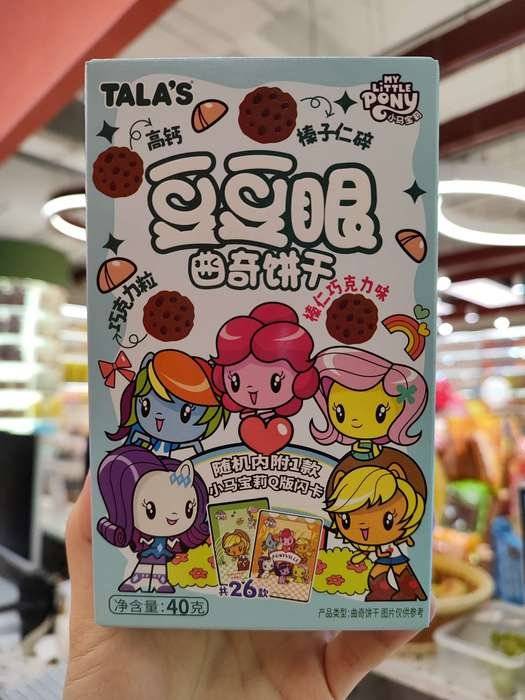 TALA'S
MY
LITTLE
PONY
小马宝莉
高钙
榛子仁碎
豆豆眼
曲奇饼干
巧克力粒
榛仁巧克力味
随机内附1款
小马宝莉Q版闪卡
共26款
净含量：40克
产品类型：曲奇饼干 图片仅供参考